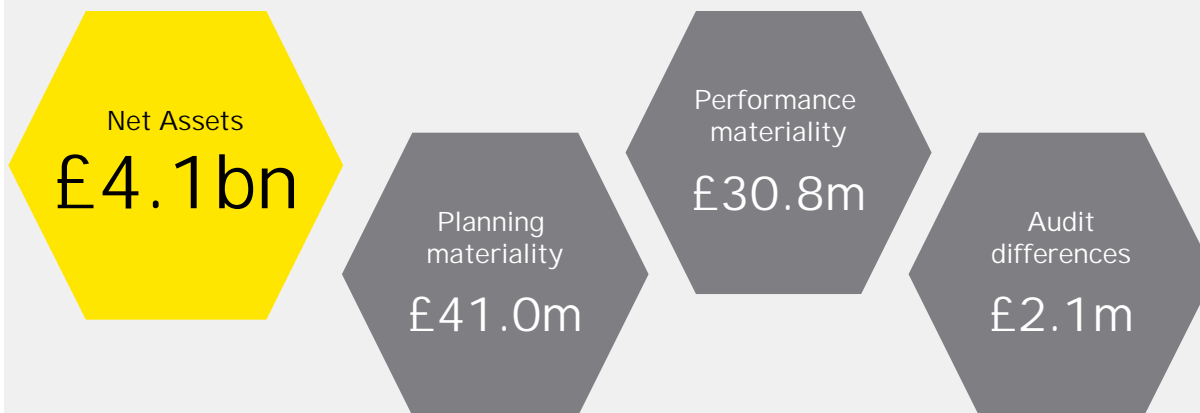 Net Assets
£4.1bn
Planning
materiality
£41.0m
Performance
materiality
£30.8m
Audit
differences
£2.1m